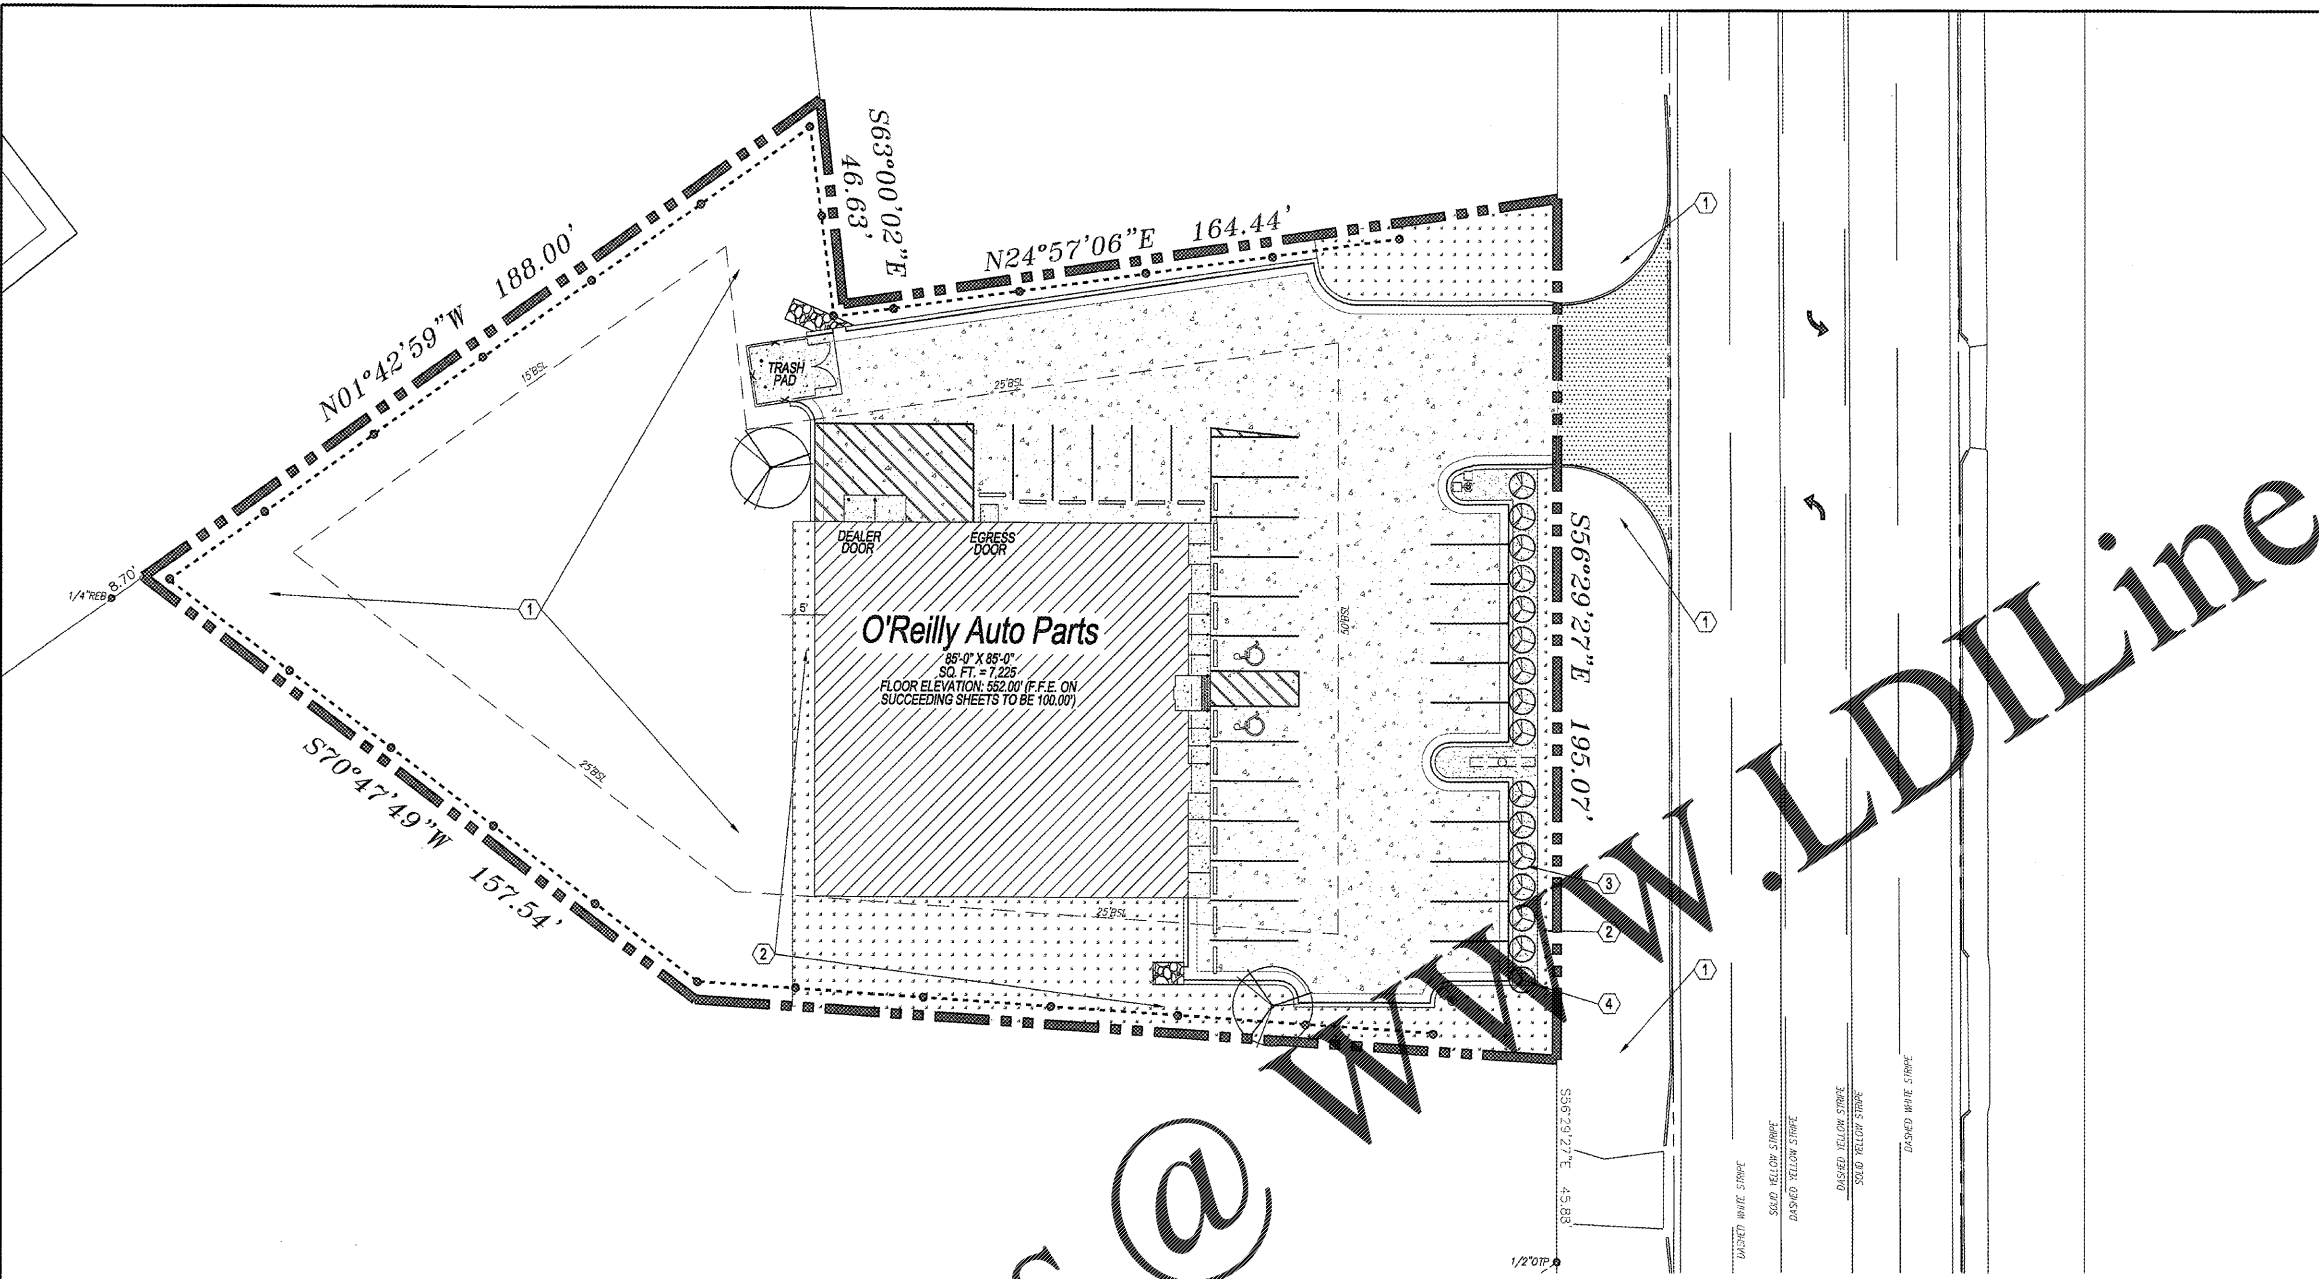 S63°00'02"E
46.63'
N24°57'06"E 164.44'
N01°42'59"W 188.00'
15'BSL
TRASH
PAD
25'BSL
1
DEALER
DOOR
EGRESS
DOOR
1/4"REB
8.70'
1
5'
O'Reilly Auto Parts
85'-0" X 85'-0"
SQ. FT. = 7,225
FLOOR ELEVATION: 552.00' (F.F.E. ON
SUCCEEDING SHEETS TO BE 100.00')
50'BSL
S56°29'27"E 195.07'
1
S70°47'49"W 157.54'
25'BSL
25'BSL
2
3
2
1
4
S56°29'27"E 45.88'
1/2"OTP
DASHED WHITE STRIPE
SOLID YELLOW STRIPE
DASHED YELLOW STRIPE
DASHED YELLOW STRIPE
SOLID YELLOW STRIPE
DASHED WHITE STRIPE
@ www.LDILine